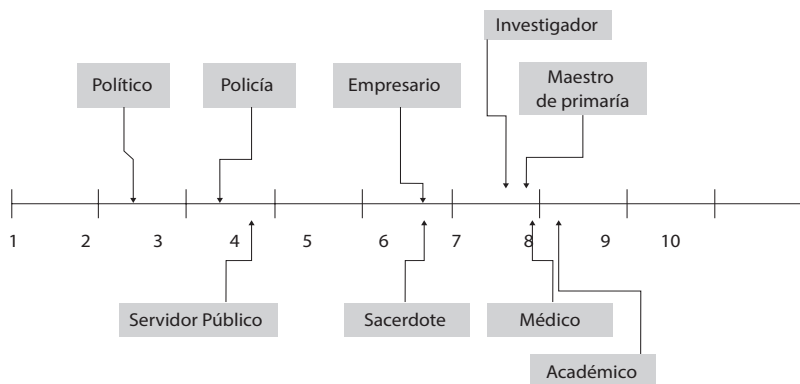 Investigador
Político
Policía
Empresario
Maestro
de primaría
1 2 3 4 5 6 7 8 9 10
Servidor Público
Sacerdote
Médico
Académico